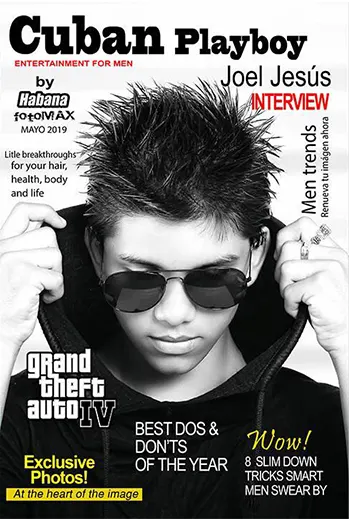 Cuban Playboy
ENTERTAINMENT FOR MEN
by
Habana
fotoMAX
MAYO 2019
Joel Jesús
INTERVIEW
Men trends
Renueva tu imágen ahora
Litle breakthroughs
for your hair,
health, body
and life
grand
theft
auto IV
BEST DOS &
DON'TS
OF THE YEAR
Exclusive
Photos!
At the heart of the image
Wow!
8 SLIM DOWN
TRICKS SMART
MEN SWEAR BY